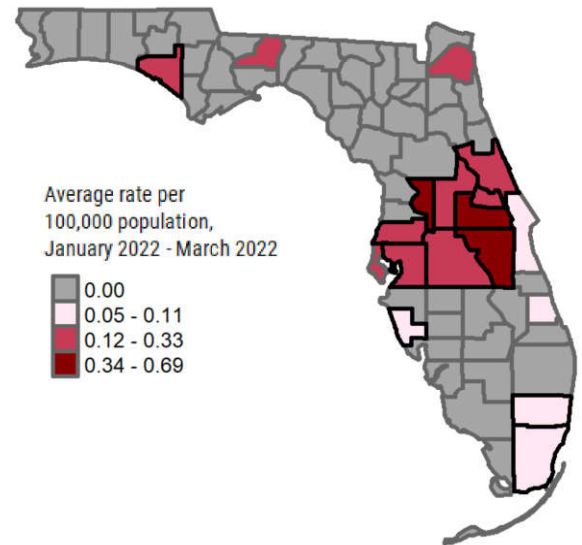 Average rate per
100,000 population,
January 2022 - March 2022
0.00
0.05 - 0.11
0.12 - 0.33
0.34 - 0.69